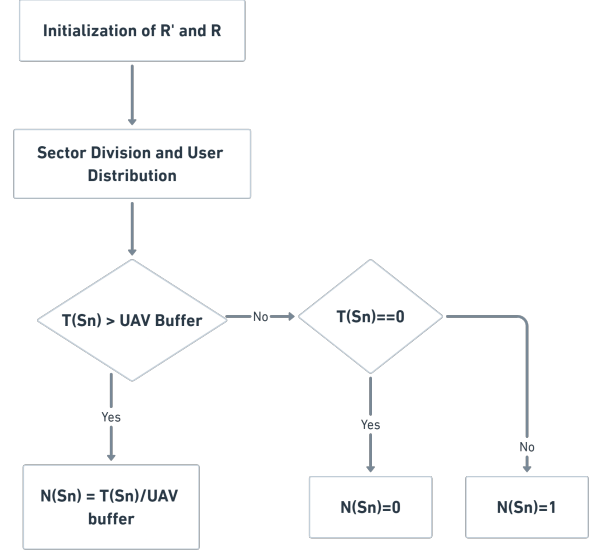 Initialization of R' and R
Sector Division and User
Distribution
T(Sn) > UAV Buffer
No
T(Sn)==0
Yes
Yes
No
N(Sn) = T(Sn)/UAV
buffer
N(Sn)=0
N(Sn)=1